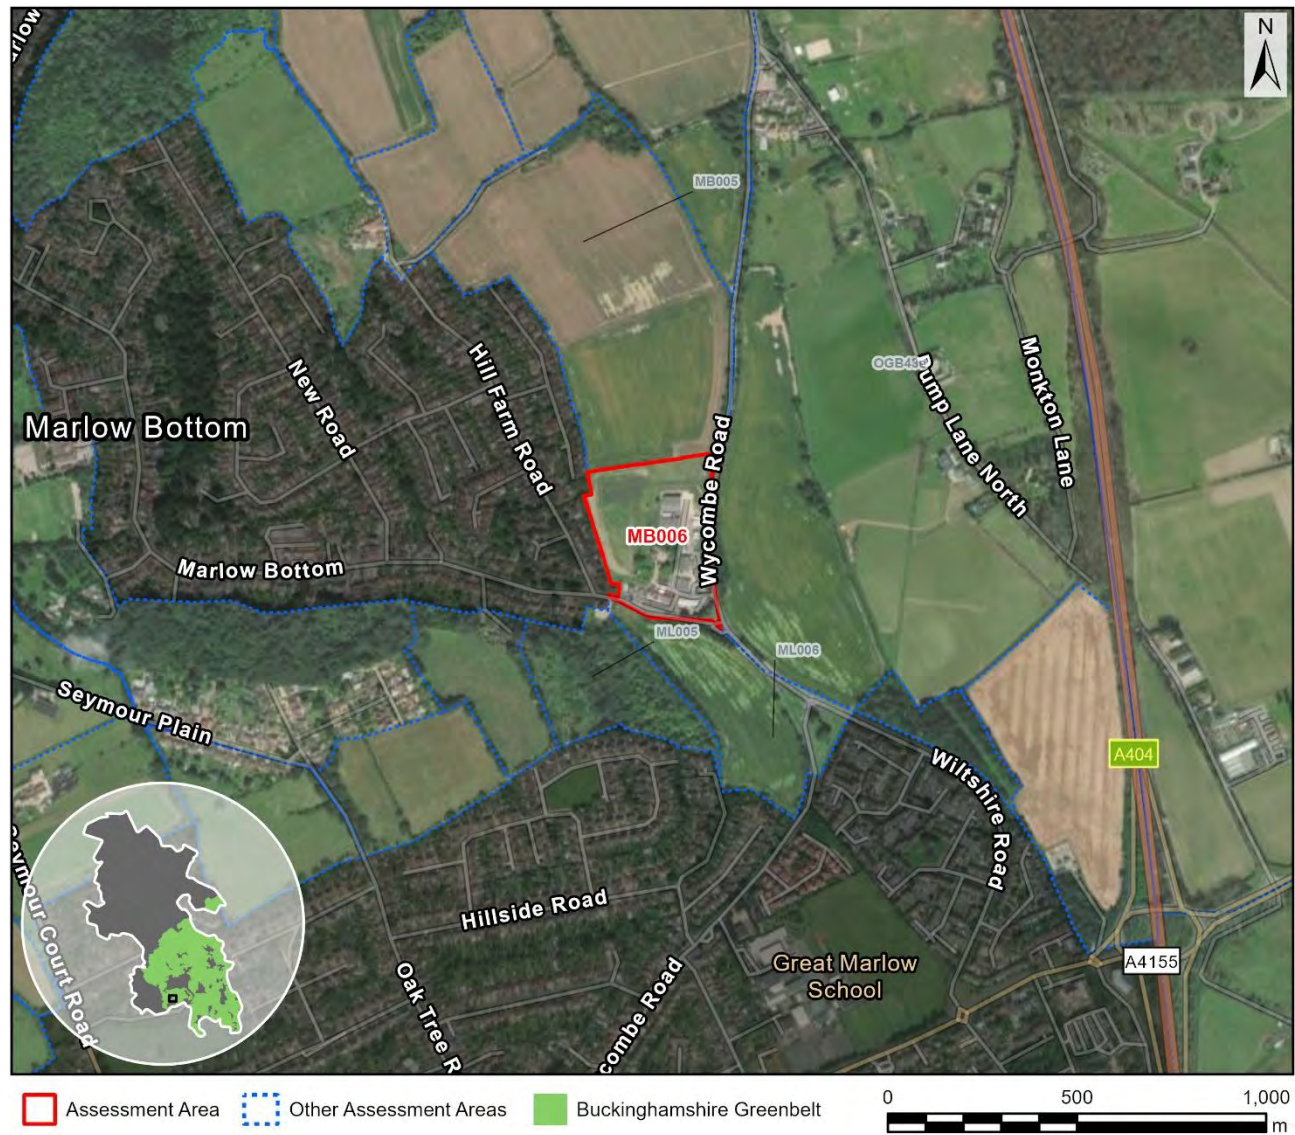 N
MB005
OGB43
Pump Lane North
Monkton Lane
New Road
Hill Farm Road
Marlow Bottom
Wycombe Road
MB006
Marlow Bottom
ML005
ML006
Seymour Plain
A404
Wiltshire Road
Hillside Road
Seymour Court Road
Great Marlow
School
A4155
Oak Tree R
combe Road
Assessment Area
Other Assessment Areas
Buckinghamshire Greenbelt
0
500
1,000
m